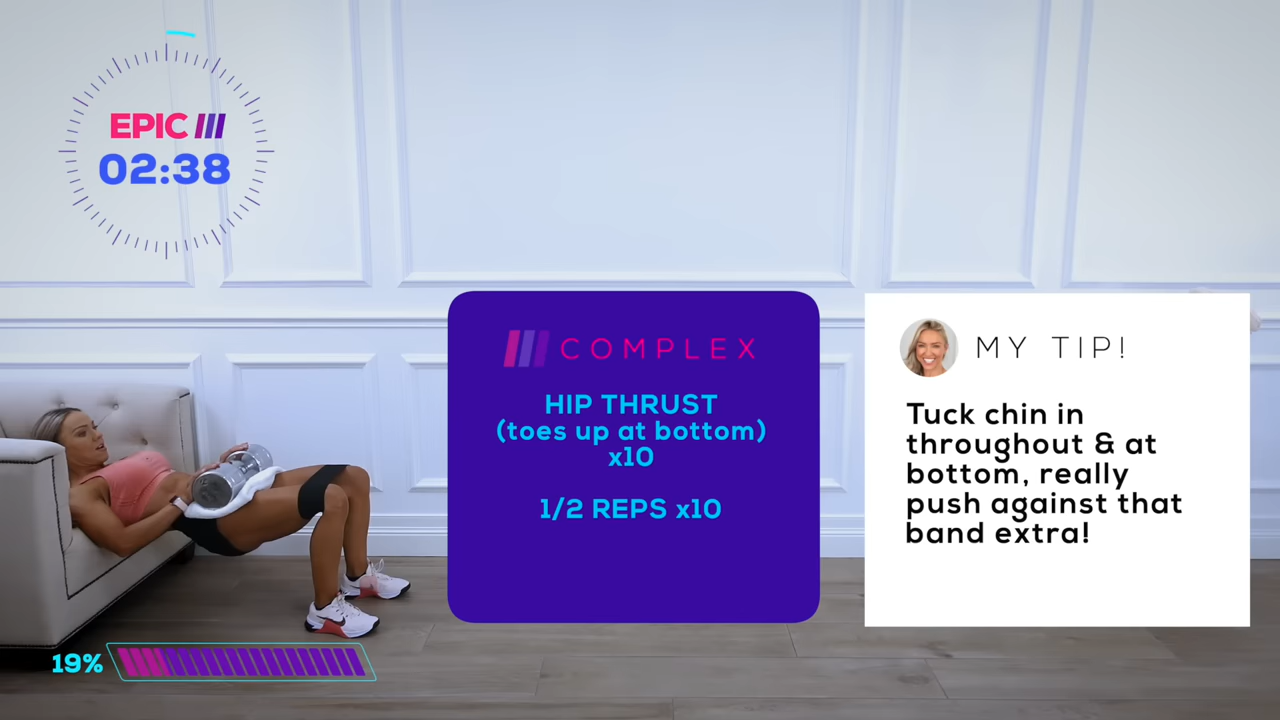 EPIC
02:38
COMPLEX
HIP THRUST
(toes up at bottom)
x10
1/2 REPS x10
MY TIP!
Tuck chin in
throughout & at
bottom, really
push against that
band extra!
19%